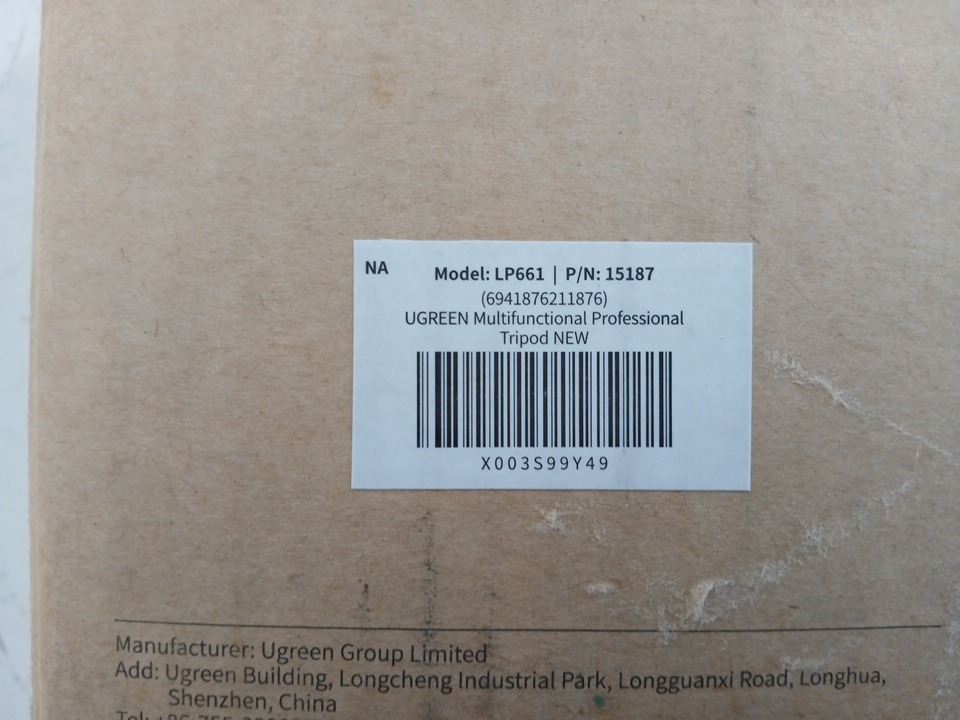 NA
Model: LP661 | P/N: 15187
(6941876211876)
UGREEN Multifunctional Professional
Tripod NEW
X003S99Y49
Manufacturer: Ugreen Group Limited
Add: Ugreen Building, Longcheng Industrial Park, Longguanxi Road, Longhua,
Shenzhen, China